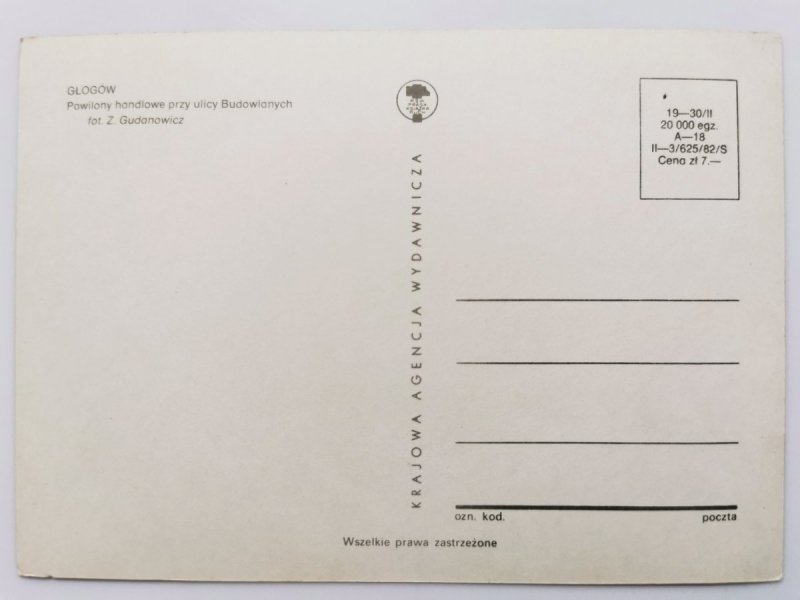 GŁOGÓW
Pawilony handlowe przy ulicy Budowlanych
fot. Z. Gudanowicz
KRAJOWA AGENCJA WYDAWNICZA
19—30/II
20 000 egz.
A—18
II—3/625/82/S
Cena zł 7.—
ozn. kod.
poczta
Wszelkie prawa zastrzeżone